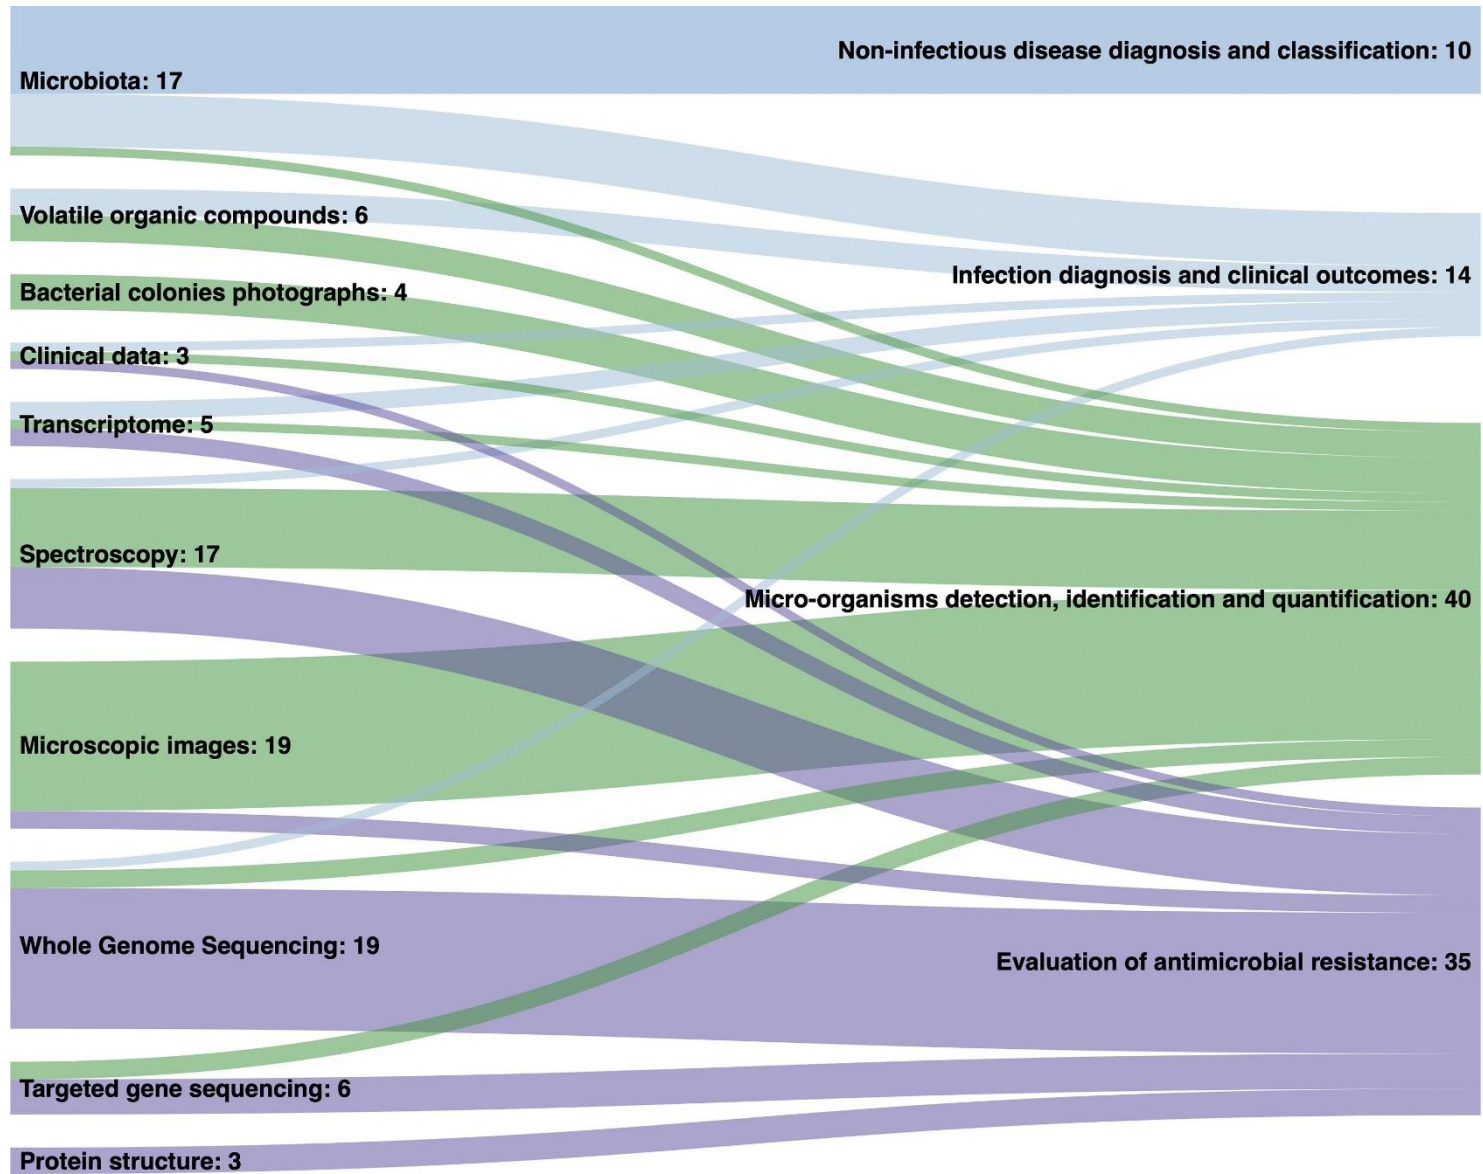 Non-infectious disease diagnosis and classification: 10
Microbiota: 17
Volatile organic compounds: 6
Infection diagnosis and clinical outcomes: 14
Bacterial colonies photographs: 4
Clinical data: 3
Transcriptome: 5
Spectroscopy: 17
Micro-organisms detection, identification and quantification: 40
Microscopic images: 19
Whole Genome Sequencing: 19
Evaluation of antimicrobial resistance: 35
Targeted gene sequencing: 6
Protein structure: 3